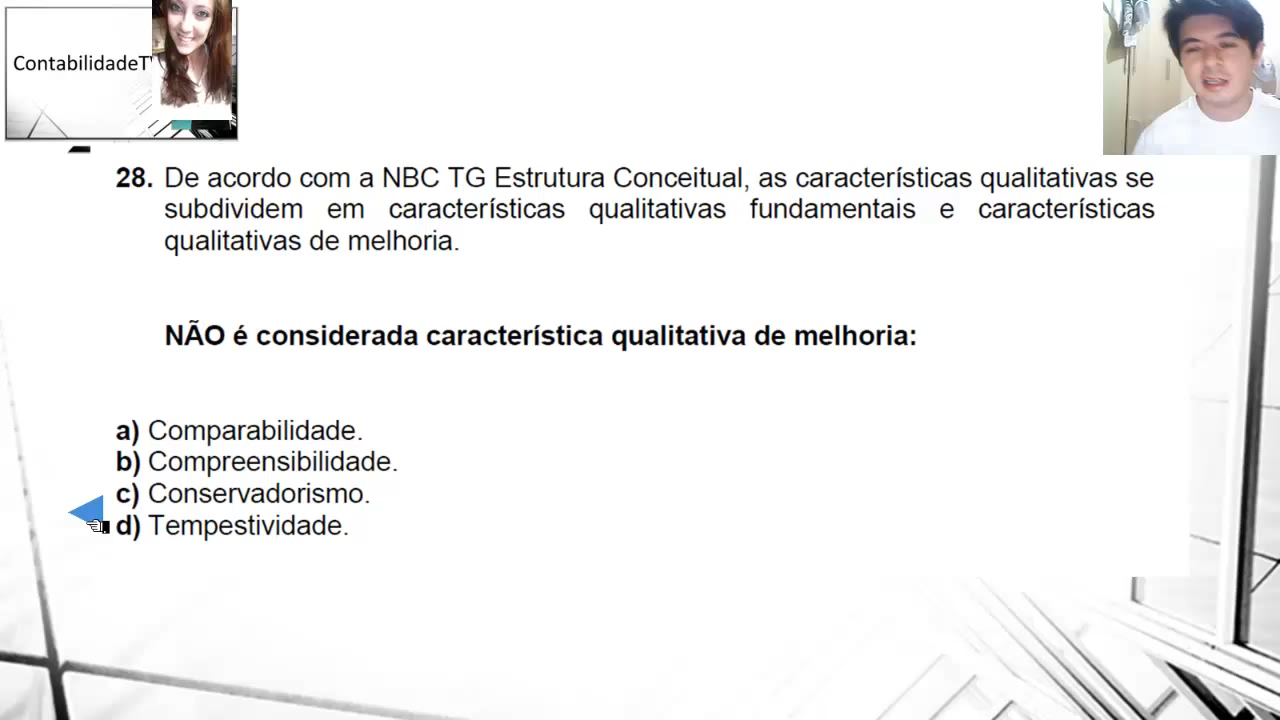 ContabilidadeT
28. De acordo com a NBC TG Estrutura Conceitual, as características qualitativas se
subdividem em características qualitativas fundamentais e características
qualitativas de melhoria.
NÃO é considerada característica qualitativa de melhoria:
a) Comparabilidade.
b) Compreensibilidade.
c) Conservadorismo.
d) Tempestividade.